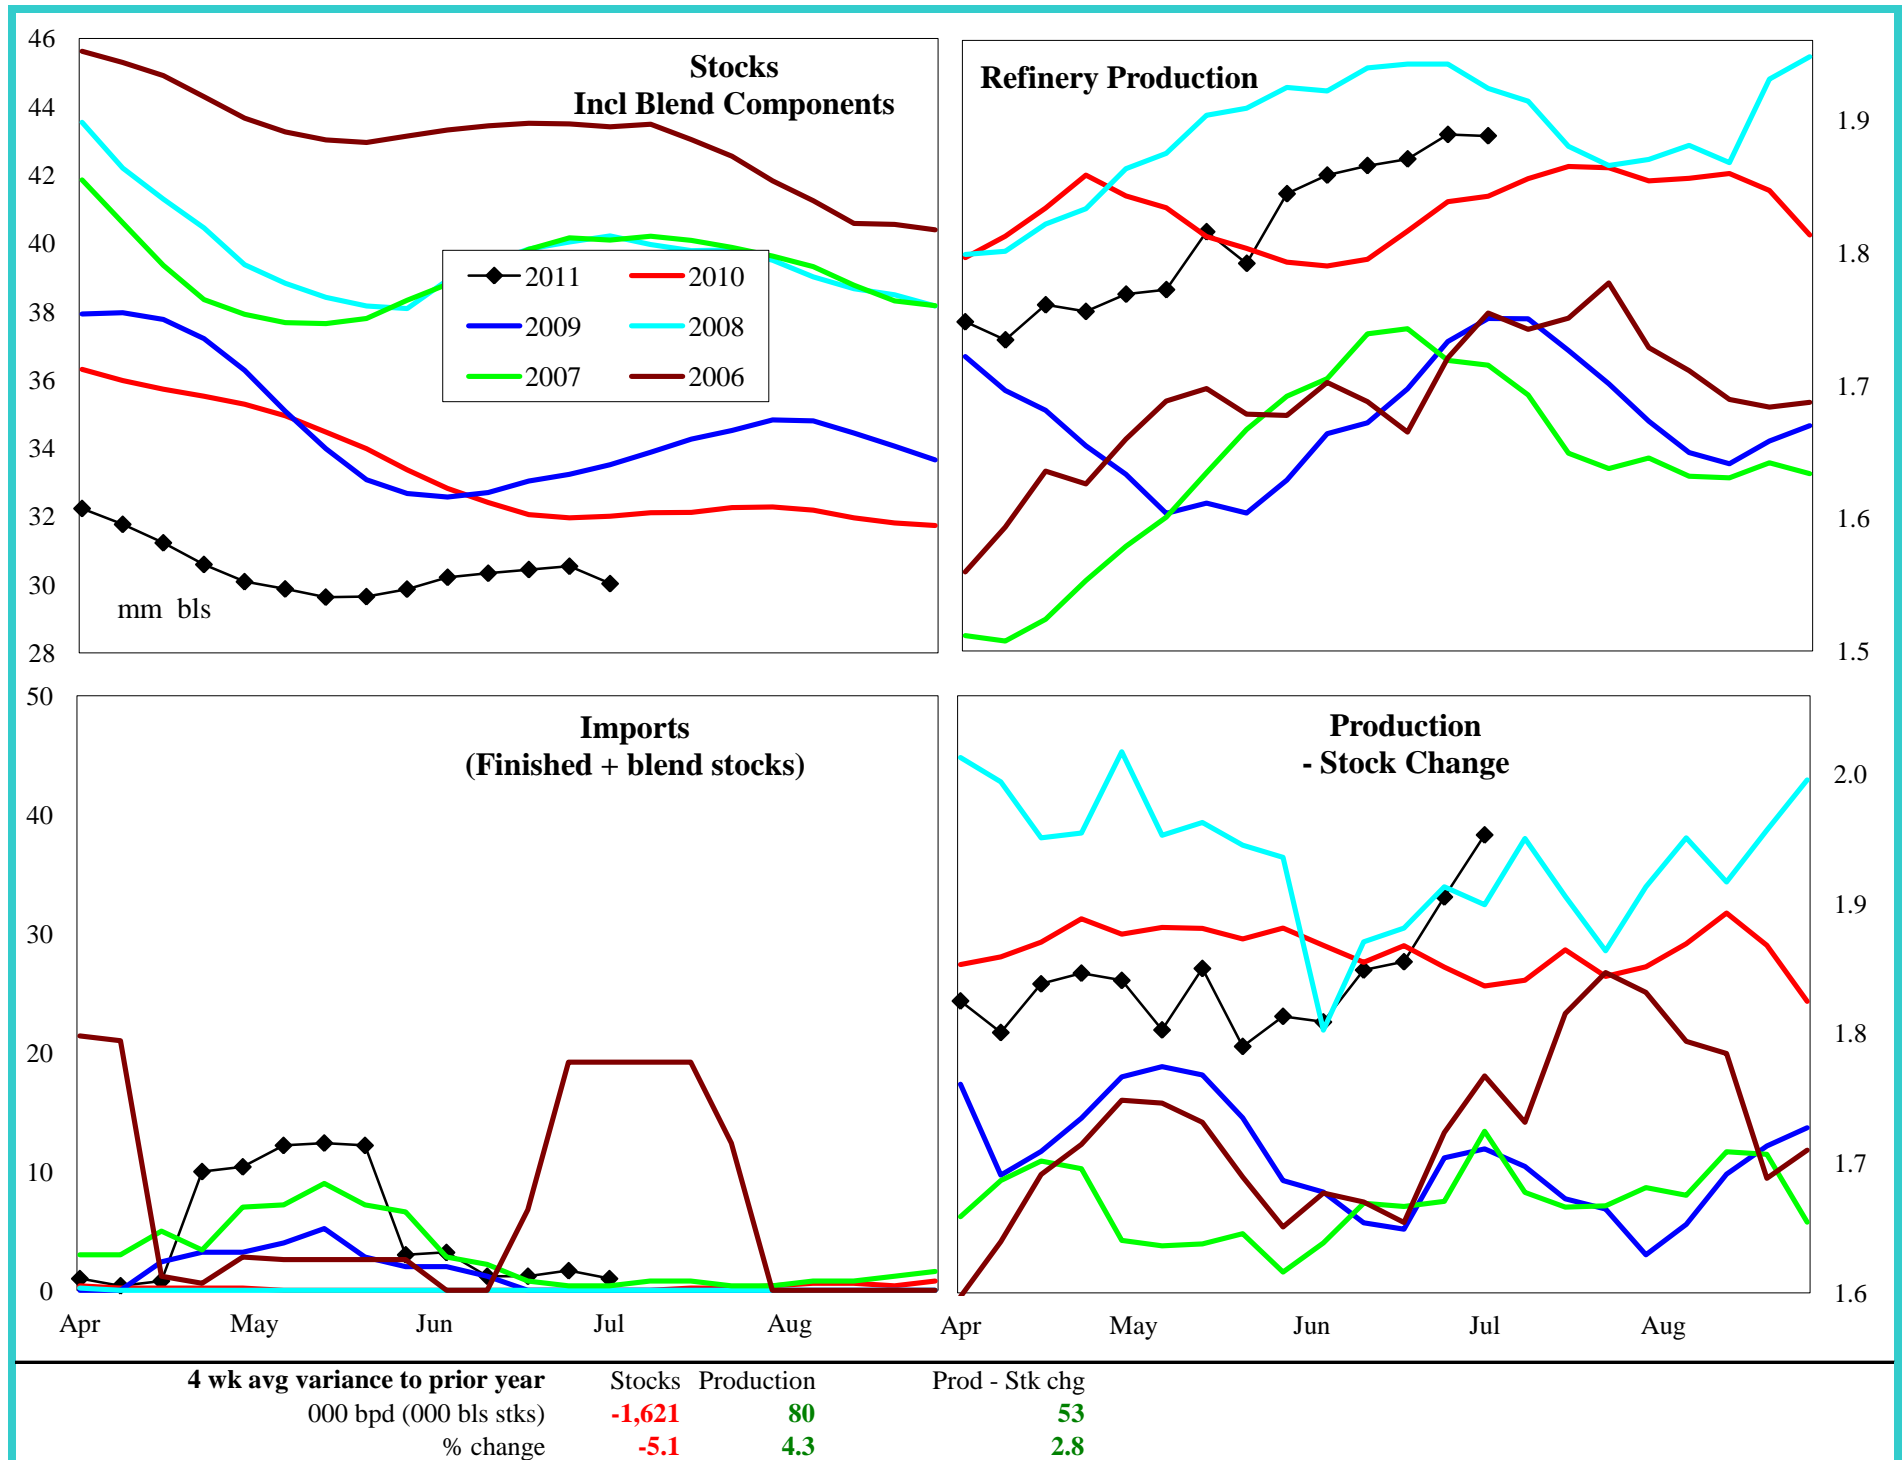 Stocks
Incl Blend Components
46
44
42
40
38
36
34
32
30
28
2011
2010
2009
2008
2007
2006
mm bls
Refinery Production
1.9
1.8
1.7
1.6
1.5
Imports
(Finished + blend stocks)
50
40
30
20
10
0
Apr May Jun Jul Aug
Production
- Stock Change
2.0
1.9
1.8
1.7
1.6
Apr May Jun Jul Aug
4 wk avg variance to prior year Stocks Production Prod - Stk chg
000 bpd (000 bls stks) -1,621 80 53
% change -5.1 4.3 2.8